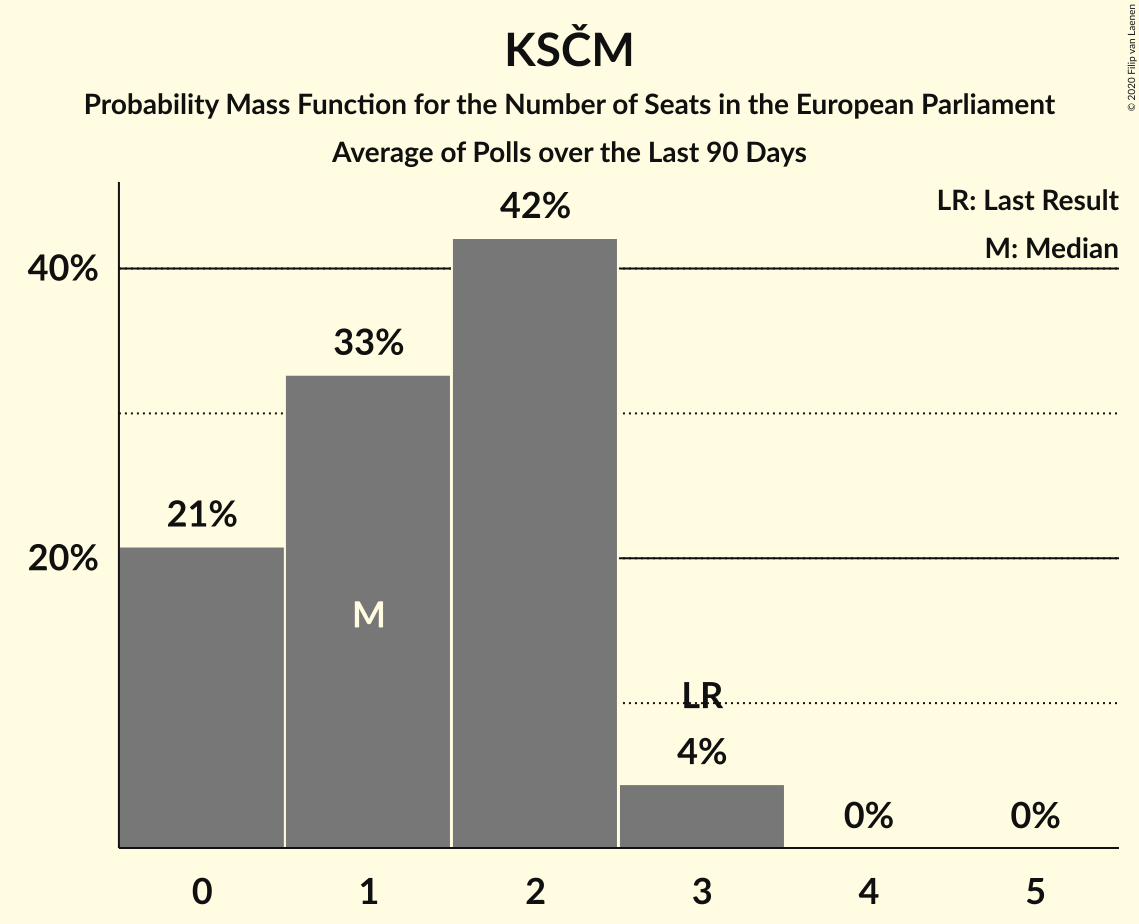 KSČM
Probability Mass Function for the Number of Seats in the European Parliament
Average of Polls over the Last 90 Days
© 2020 Filip van Laenen
LR: Last Result
M: Median
42%
40%
33%
21%
20%
M
LR
4%
0%
0%
0 1 2 3 4 5